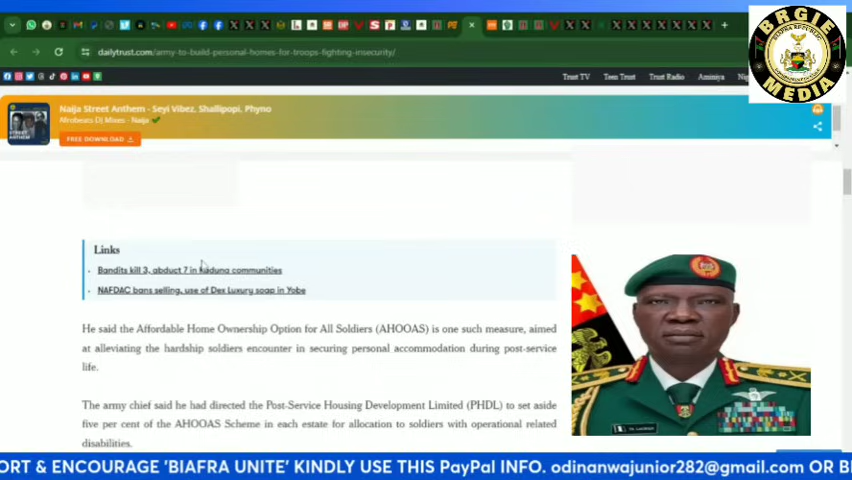 dailytrust.com/army-to-build-personal-homes-for-troops-fighting-insecurity/
BRGIE
BIAFRA REPUBLIC
MEDIA
Trust TV Teen Trust Trust Radio Aminiya
Naija Street Anthem - Seyi Vibez, Shallipopi, Phyno
Afrobeats Dj Mixes - Naija
FREE DOWNLOAD
Links
Bandits kill 3, abduct 7 in Kaduna communities
NAFDAC bans selling, use of Dex Luxury soap in Yobe
He said the Affordable Home Ownership Option for All Soldiers (AHOOAS) is one such measure, aimed
at alleviating the hardship soldiers encounter in securing personal accommodation during post-service
life.
The army chief said he had directed the Post-Service Housing Development Limited (PHDL) to set aside
five per cent of the AHOOAS Scheme in each estate for allocation to soldiers with operational related
disabilities.
ORT & ENCOURAGE 'BIAFRA UNITE' KINDLY USE THIS PayPal INFO. odinanwajunior282@gmail.com OR B